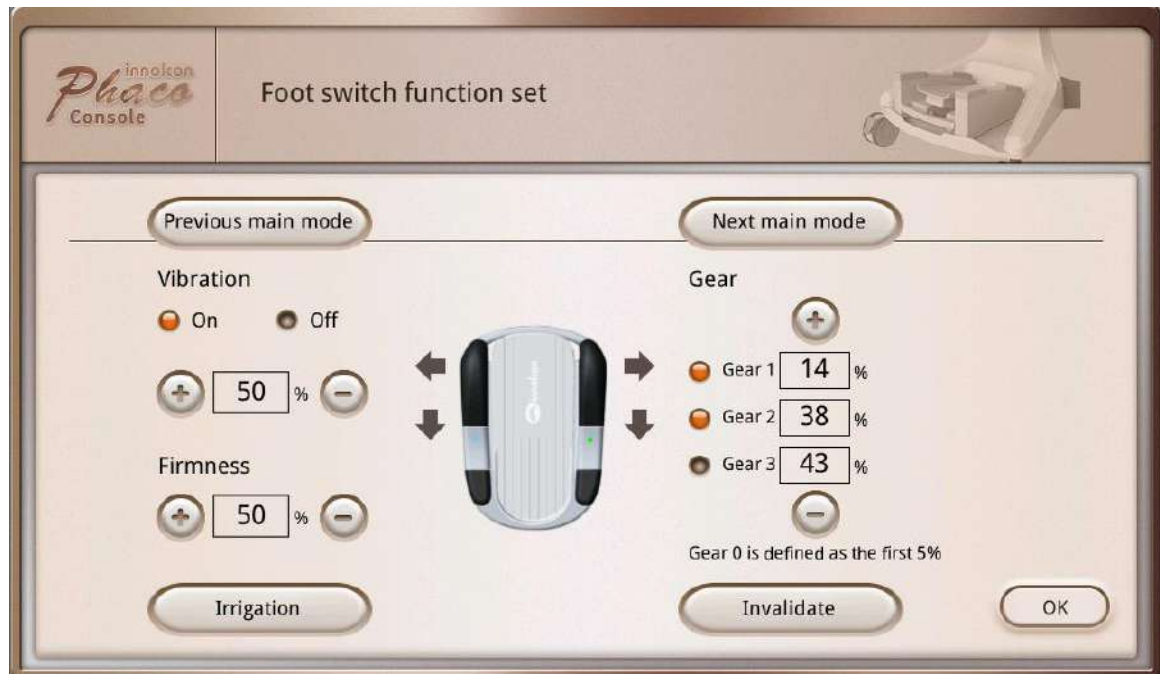 innolcon
Phaco
Console
Foot switch function set
Previous main mode
Next main mode
Vibration
On
Off
50 %
Firmness
50 %
Irrigation
Gear
Gear 1 14 %
Gear 2 38 %
Gear 3 43 %
Gear 0 is defined as the first 5%
Invalidate
OK